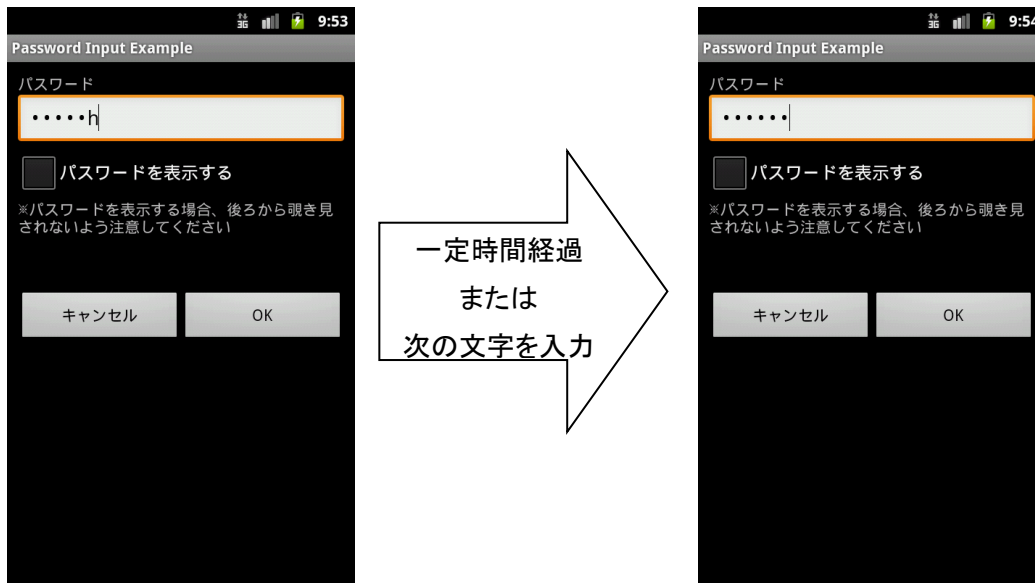 3G 9:53
Password Input Example
パスワード
•••••h
パスワードを表示する
※パスワードを表示する場合、後ろから覗き見
されないよう注意してください
キャンセル OK
一定時間経過
または
次の文字を入力
3G 9:54
Password Input Example
パスワード
••••••
パスワードを表示する
※パスワードを表示する場合、後ろから覗き見
されないよう注意してください
キャンセル OK